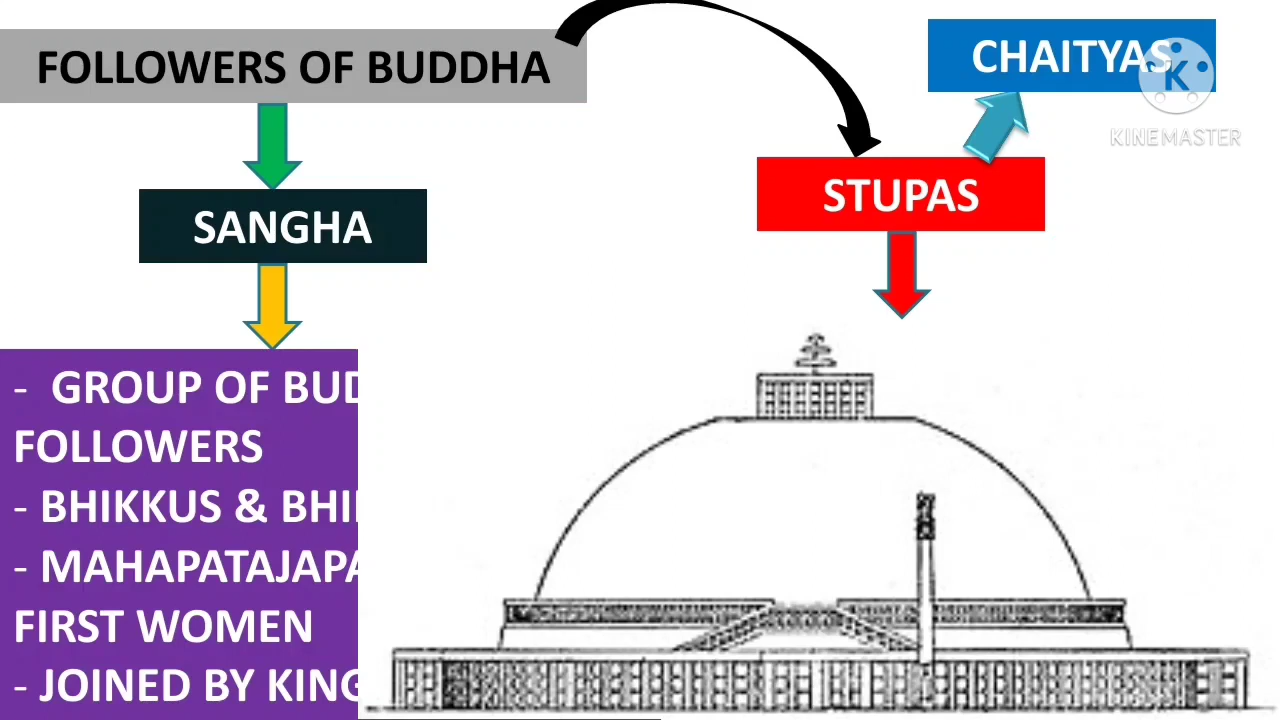 FOLLOWERS OF BUDDHA
CHAITYAS
K
KINEMASTER
STUPAS
SANGHA
- GROUP OF BUD
FOLLOWERS
- BHIKKUS & BHI
- MAHAPATAJAPA
FIRST WOMEN
- JOINED BY KING